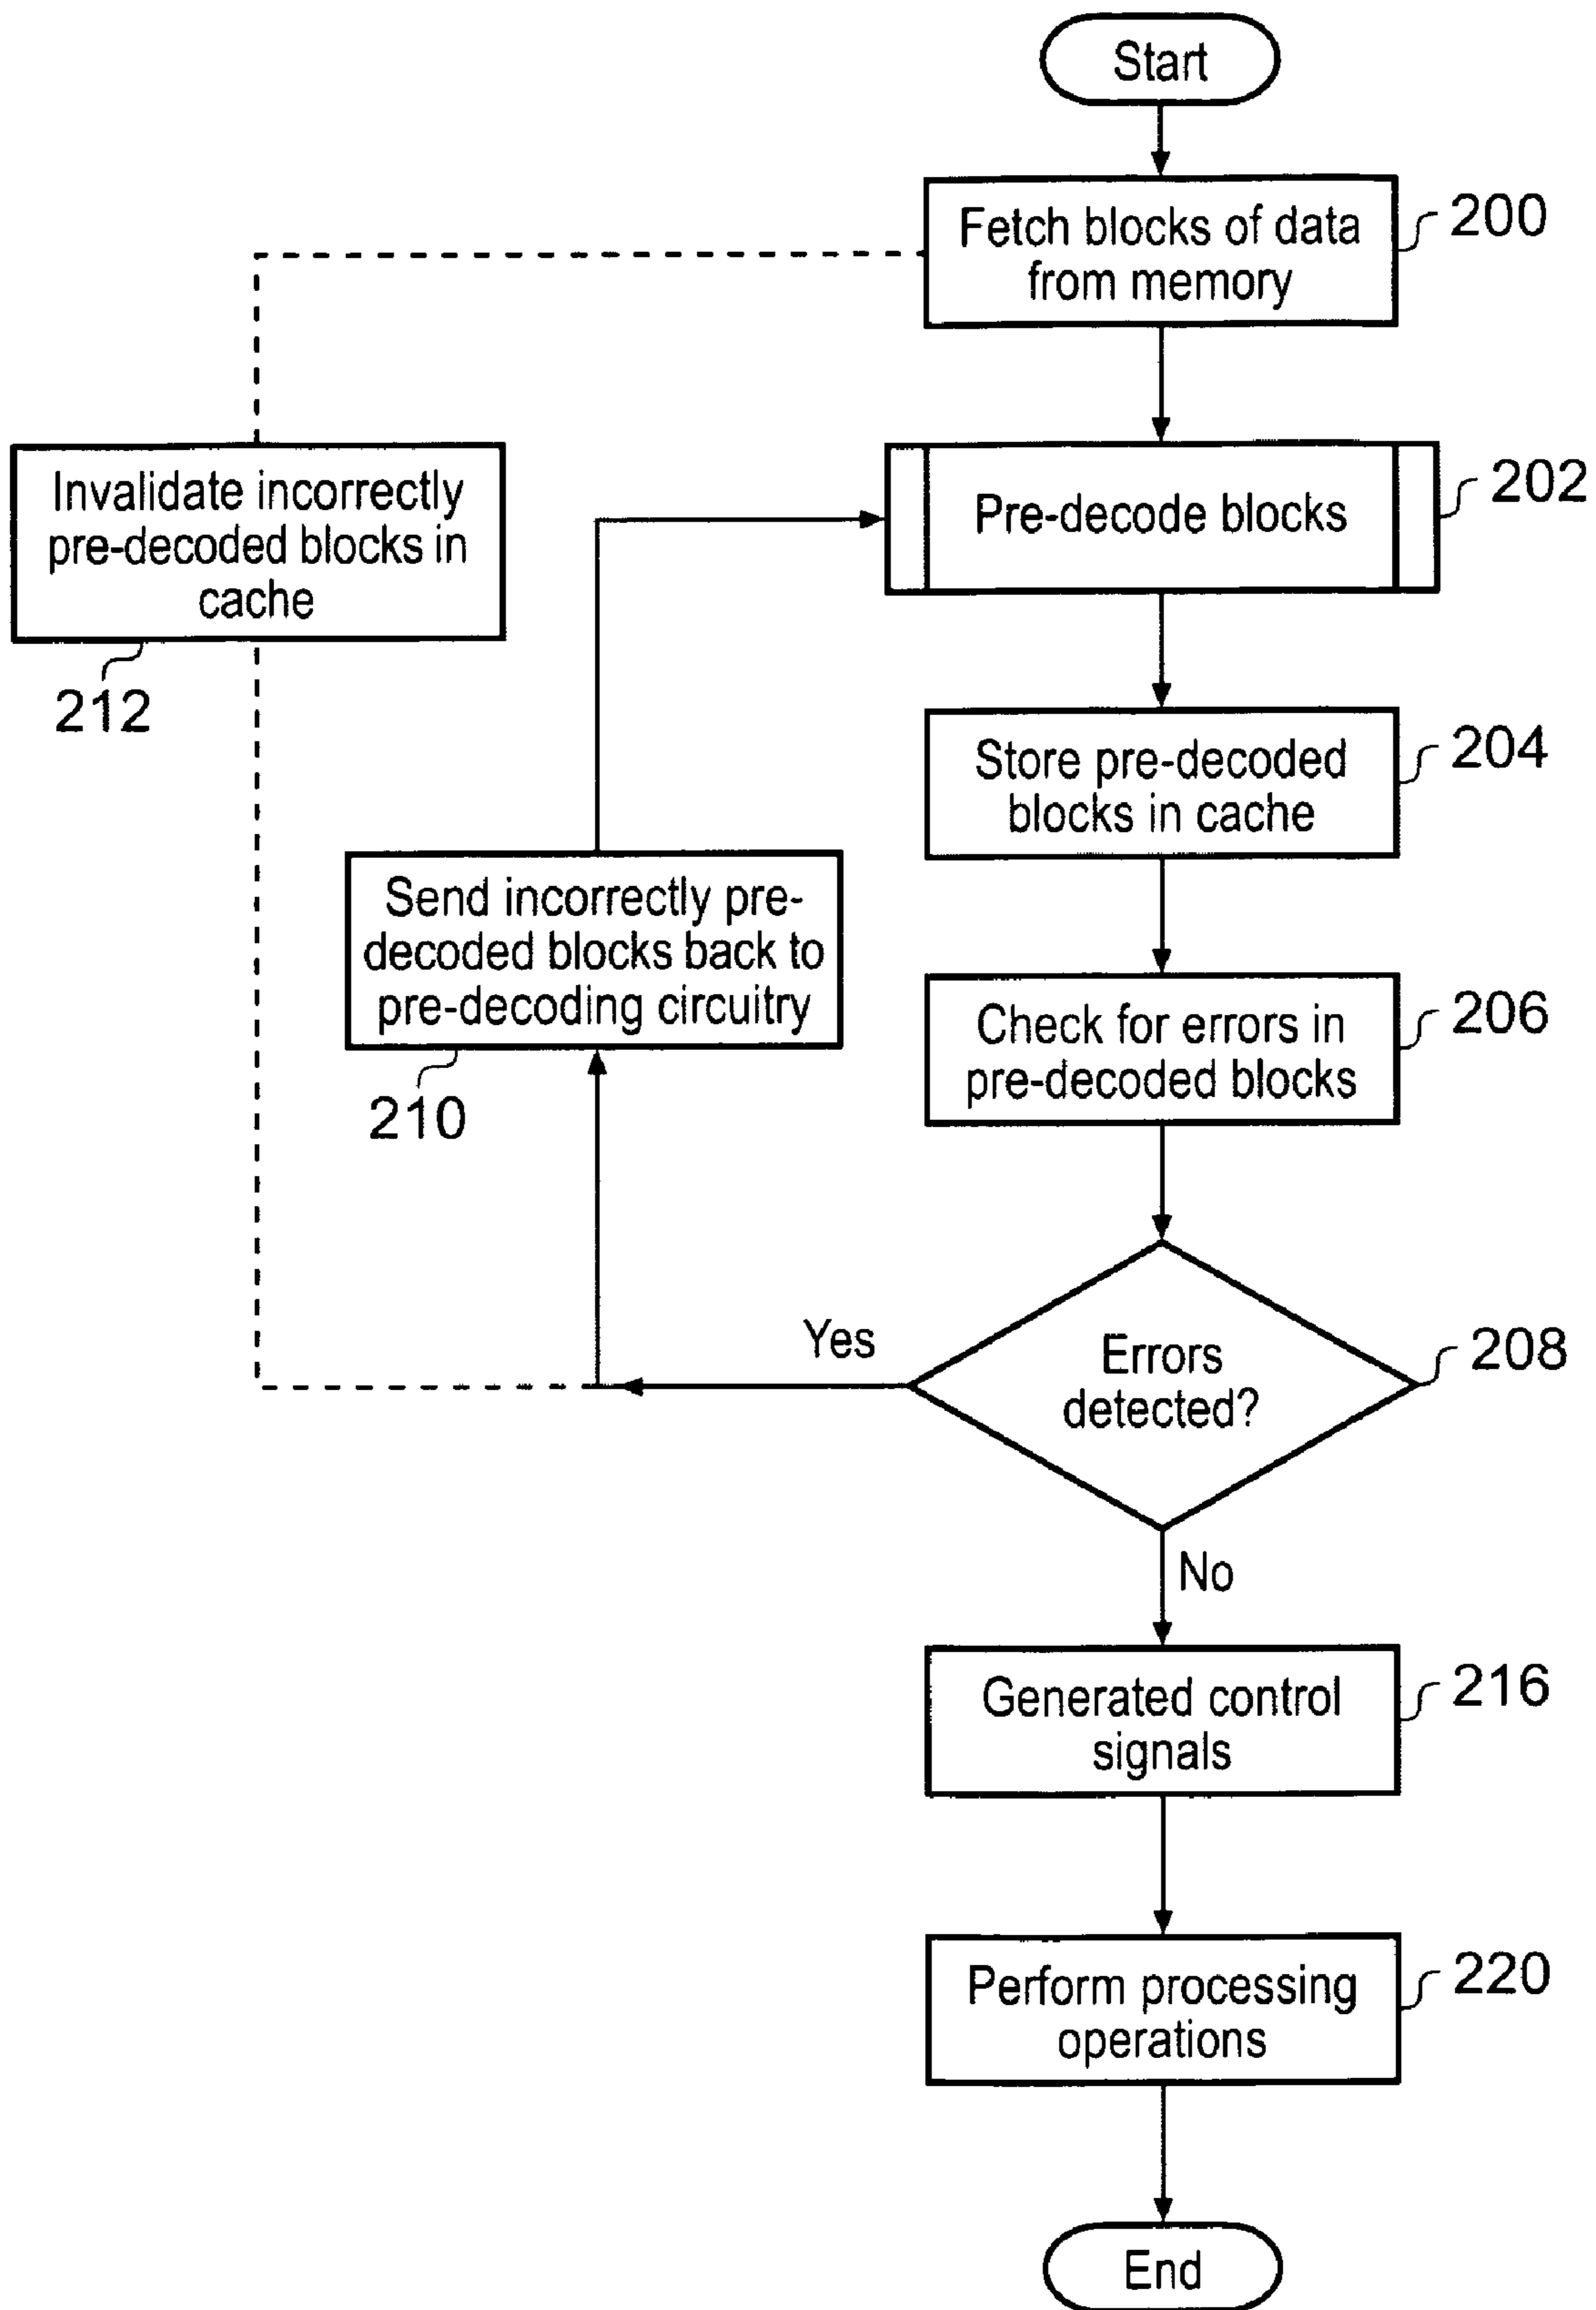 Start
Fetch blocks of data
from memory
200
Invalidate incorrectly
pre-decoded blocks in
cache
212
Pre-decode blocks
202
Store pre-decoded
blocks in cache
204
Send incorrectly pre-
decoded blocks back to
pre-decoding circuitry
210
Check for errors in
pre-decoded blocks
206
Yes
Errors
detected?
208
No
Generated control
signals
216
Perform processing
operations
220
End